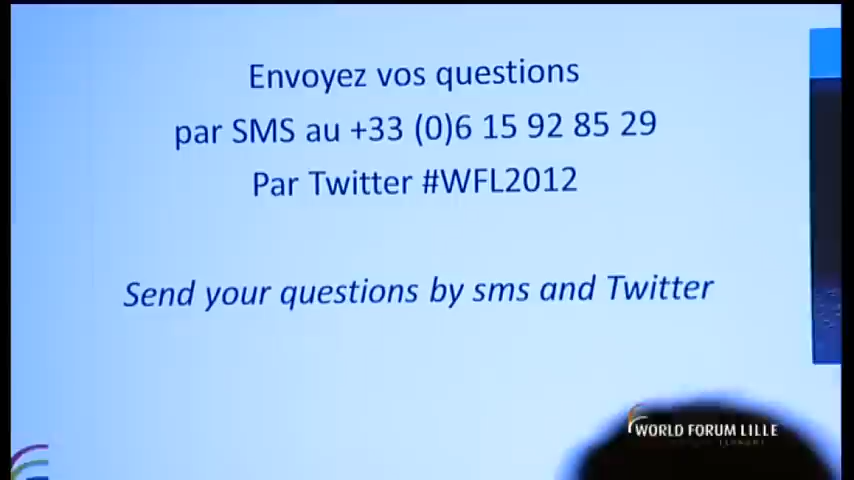 Envoyez vos questions
par SMS au +33 (0)6 15 92 85 29
Par Twitter #WFL2012
Send your questions by sms and Twitter
WORLD FORUM LILLE